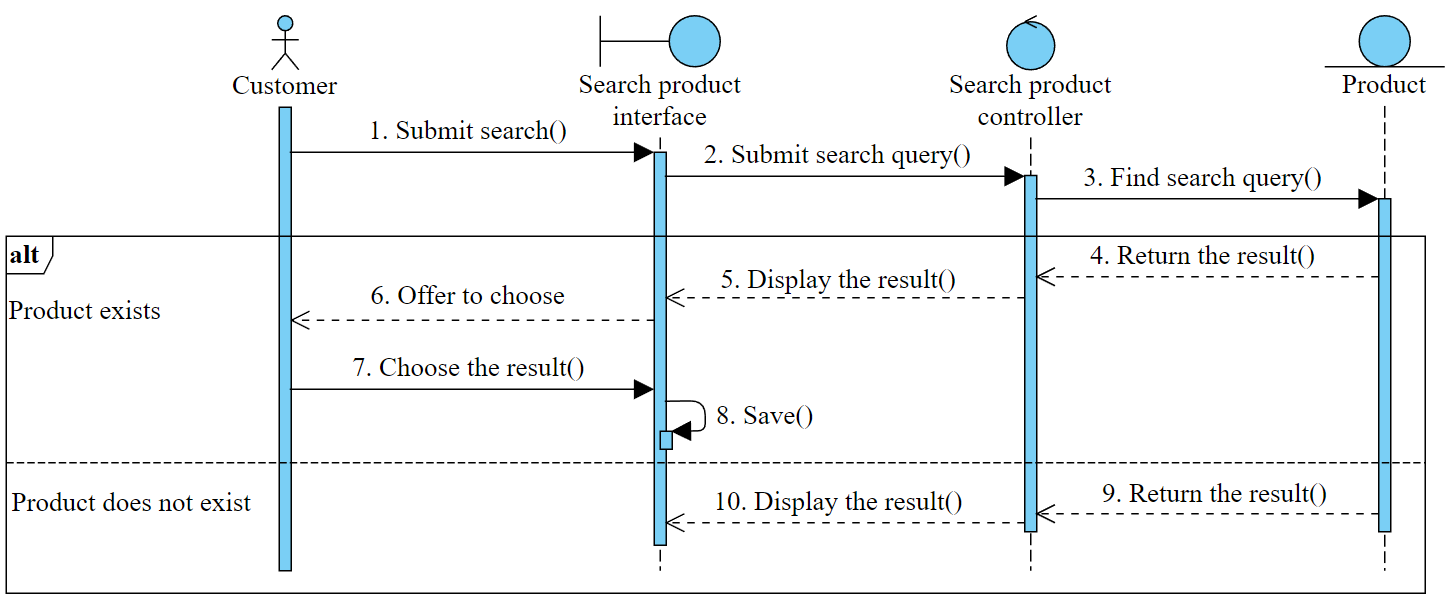 Customer
Search product
interface
Search product
controller
Product
1. Submit search()
2. Submit search query()
3. Find search query()
alt
4. Return the result()
5. Display the result()
6. Offer to choose
Product exists
7. Choose the result()
8. Save()
Product does not exist
9. Return the result()
10. Display the result()